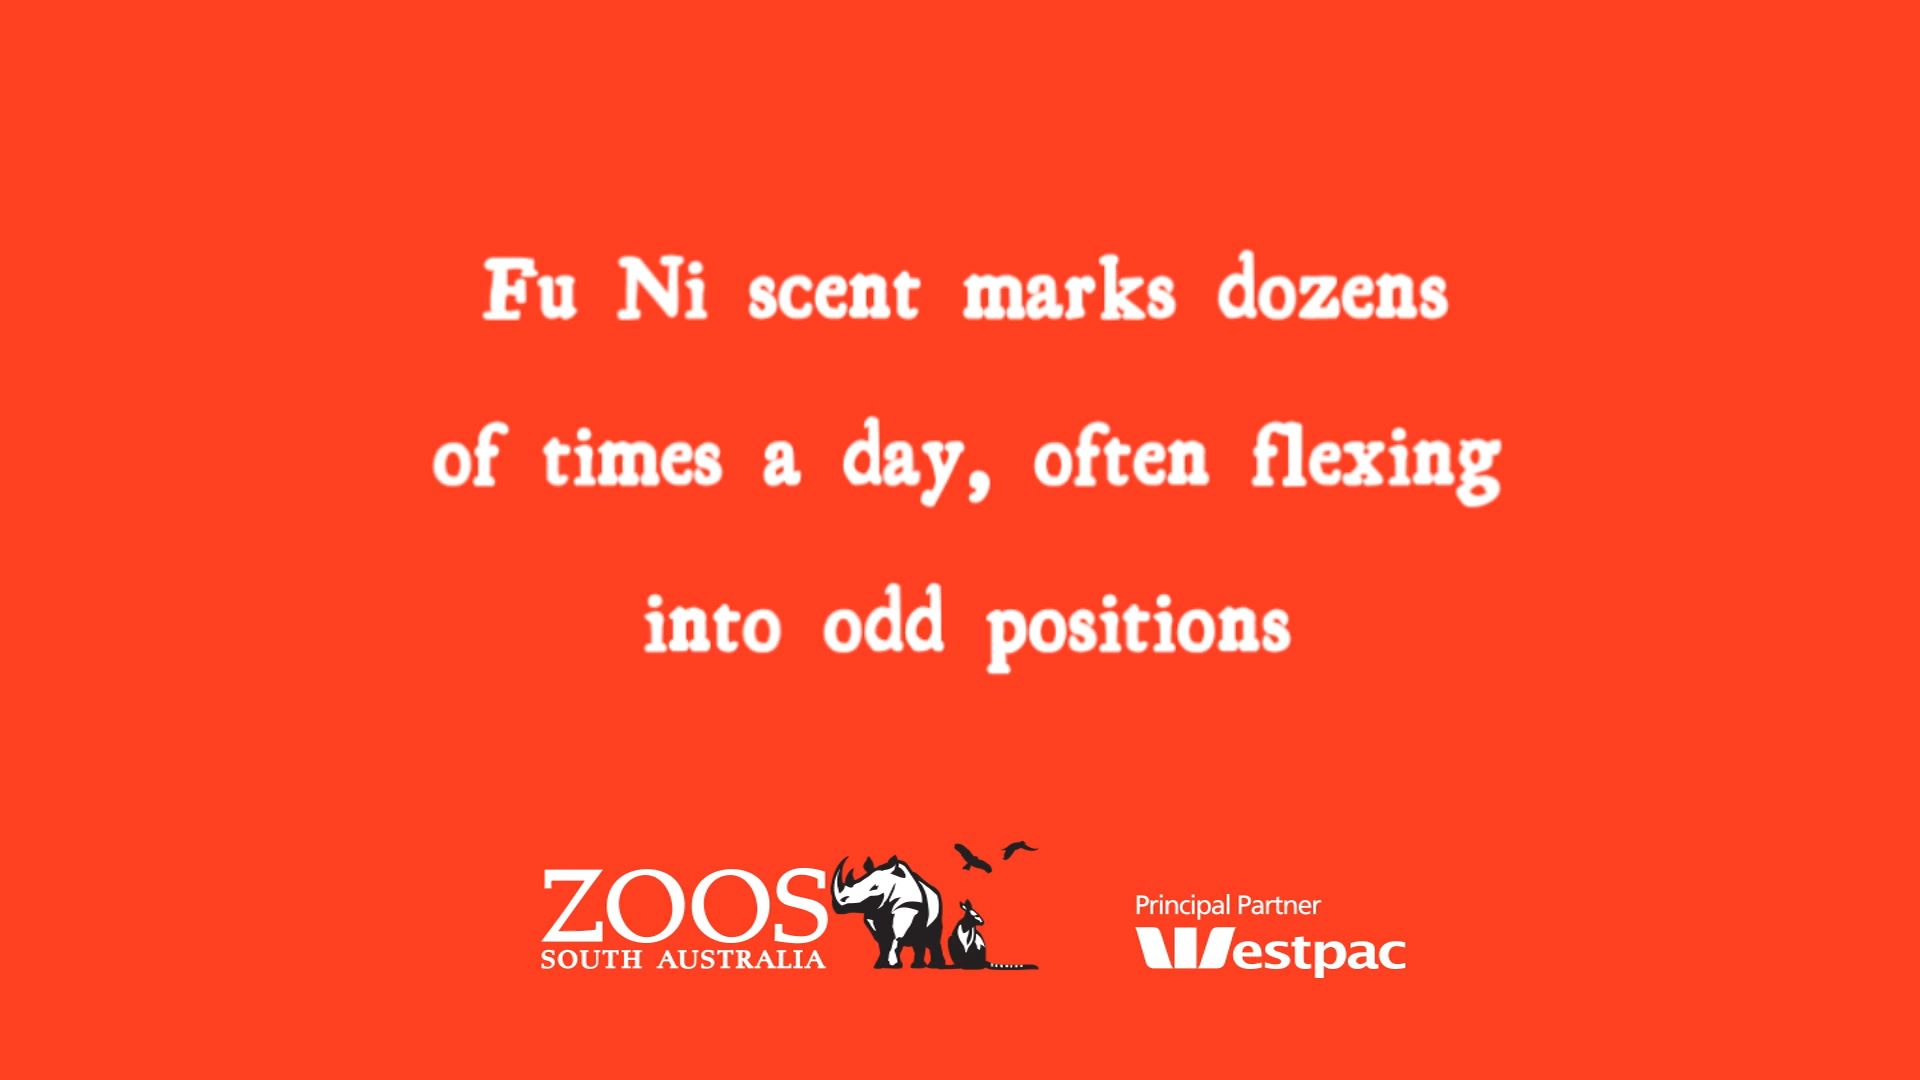 Fu Ni scent marks dozens
of times a day, often flexing
into odd positions
ZOOS
SOUTH AUSTRALIA
Principal Partner
Westpac